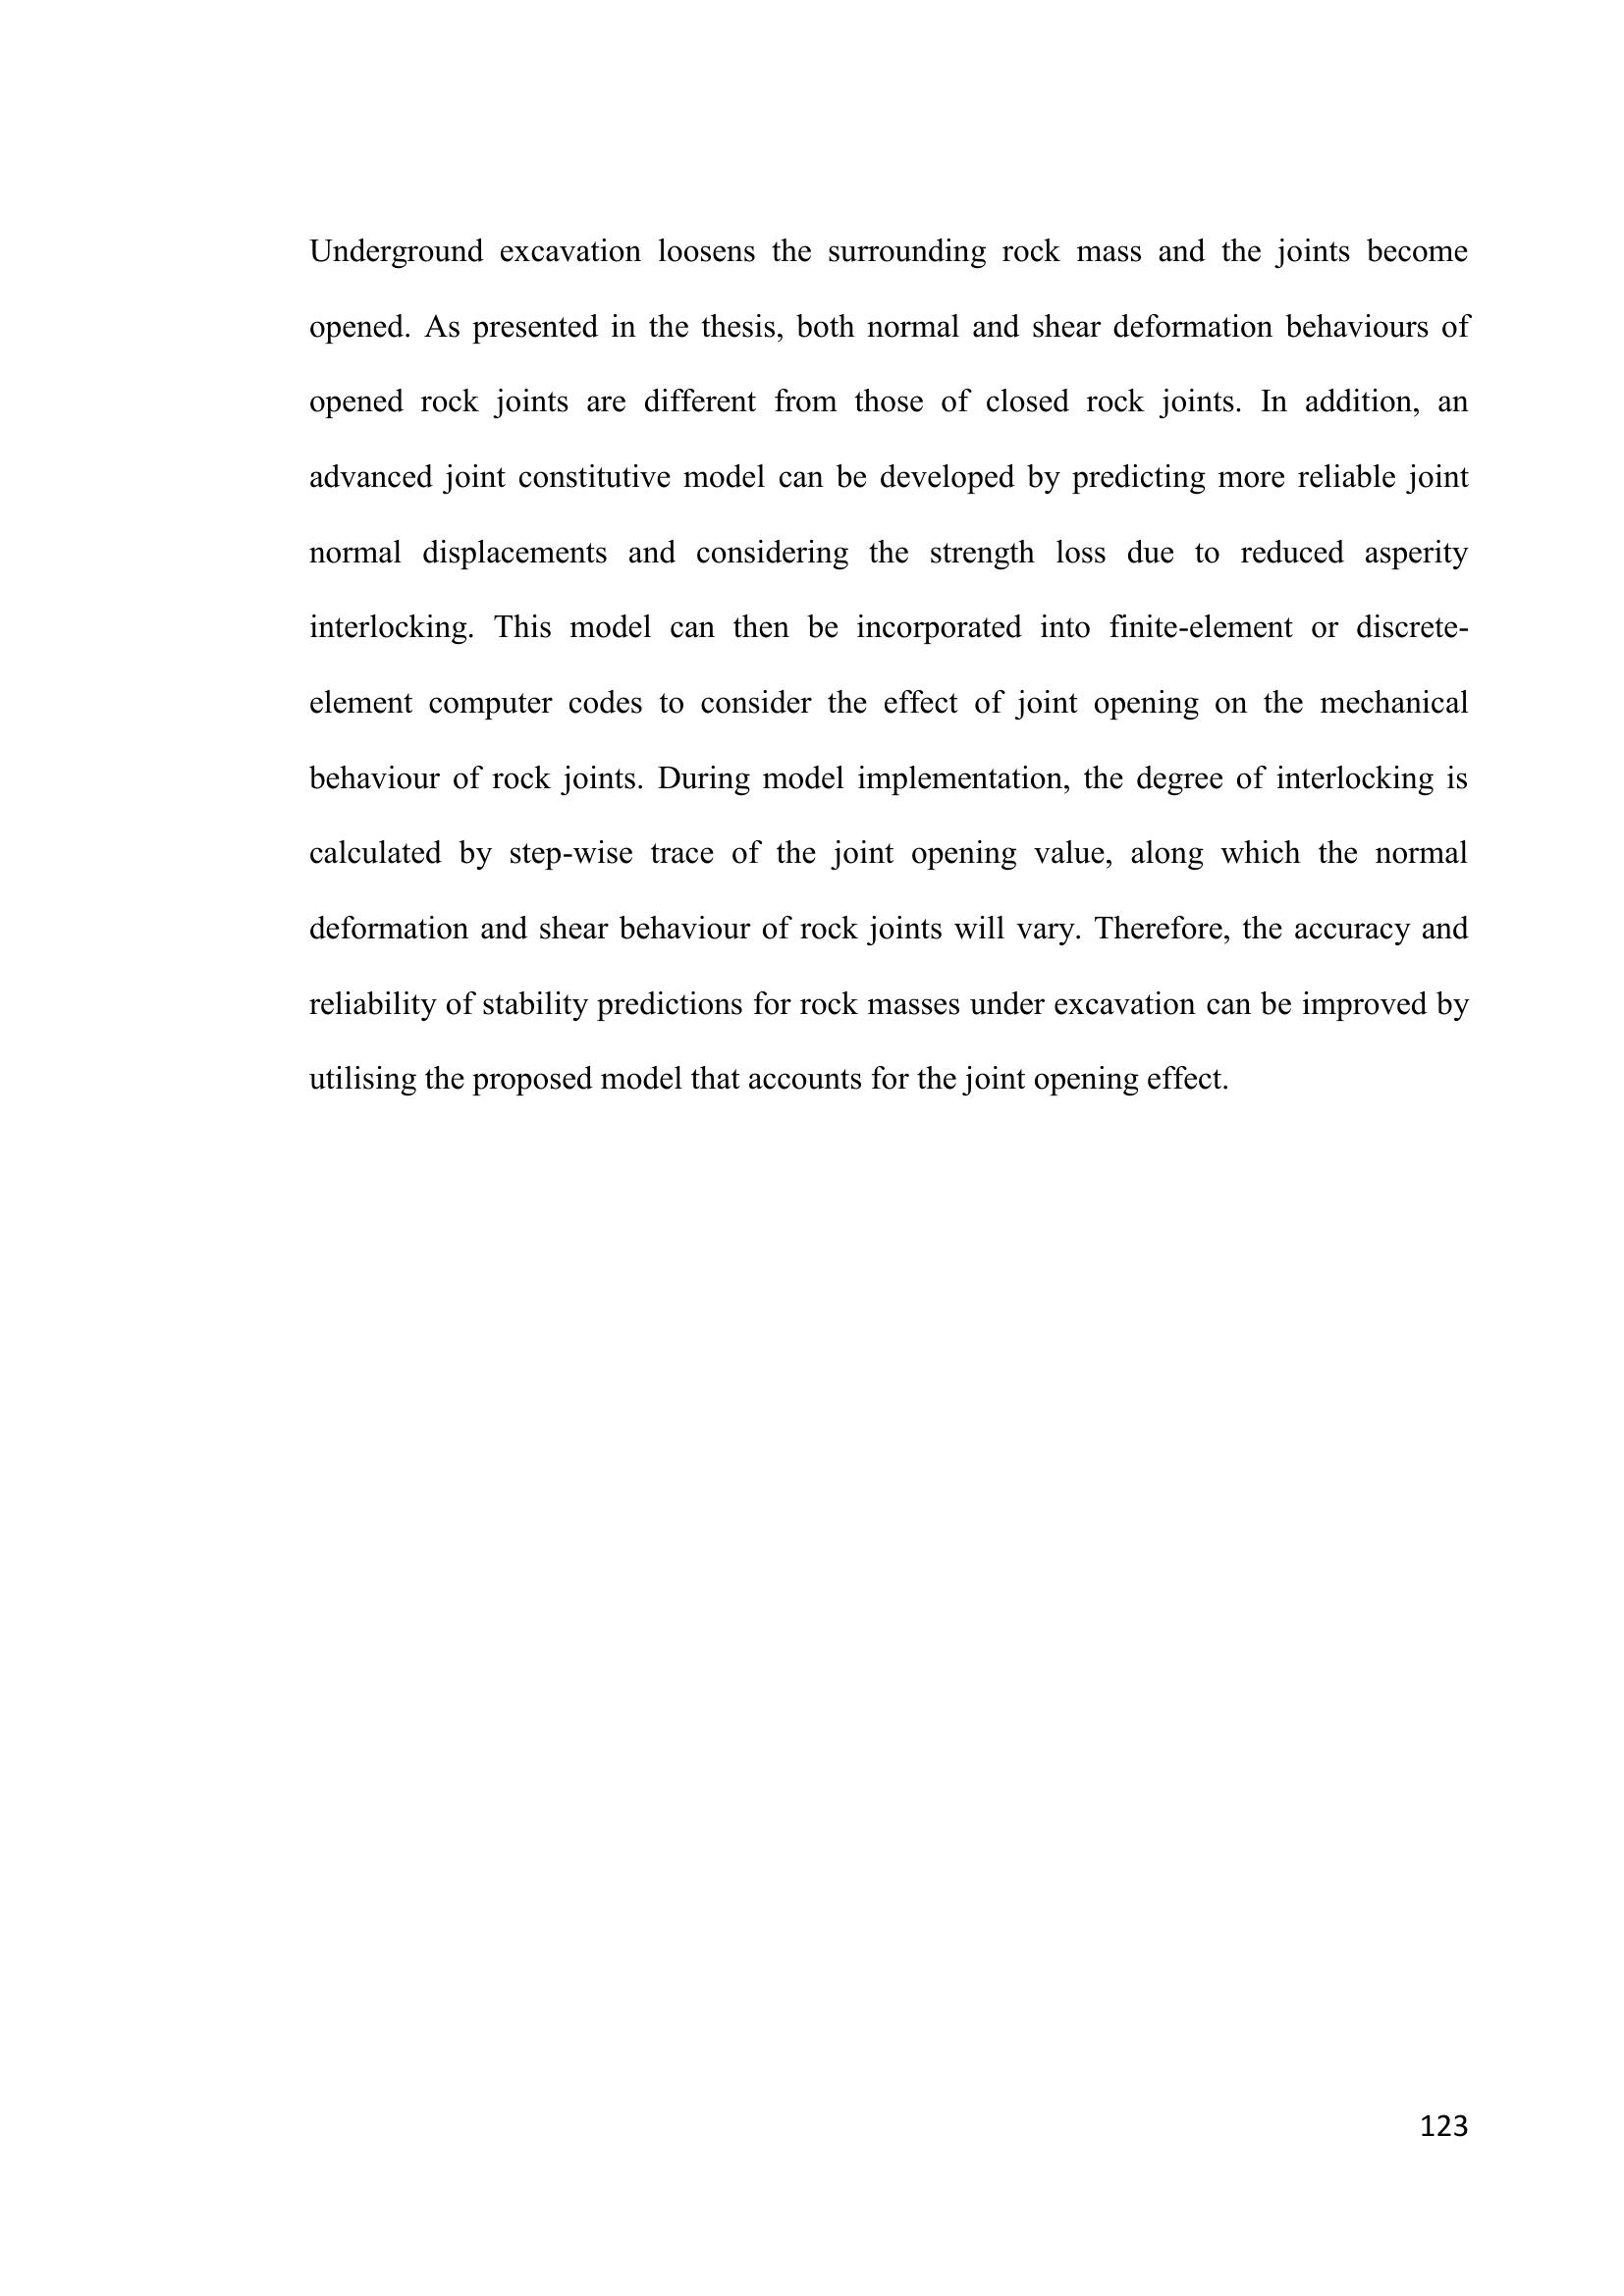 Underground excavation loosens the surrounding rock mass and the joints become
opened. As presented in the thesis, both normal and shear deformation behaviours of
opened rock joints are different from those of closed rock joints. In addition, an
advanced joint constitutive model can be developed by predicting more reliable joint
normal displacements and considering the strength loss due to reduced asperity
interlocking. This model can then be incorporated into finite-element or discrete-
element computer codes to consider the effect of joint opening on the mechanical
behaviour of rock joints. During model implementation, the degree of interlocking is
calculated by step-wise trace of the joint opening value, along which the normal
deformation and shear behaviour of rock joints will vary. Therefore, the accuracy and
reliability of stability predictions for rock masses under excavation can be improved by
utilising the proposed model that accounts for the joint opening effect.
123